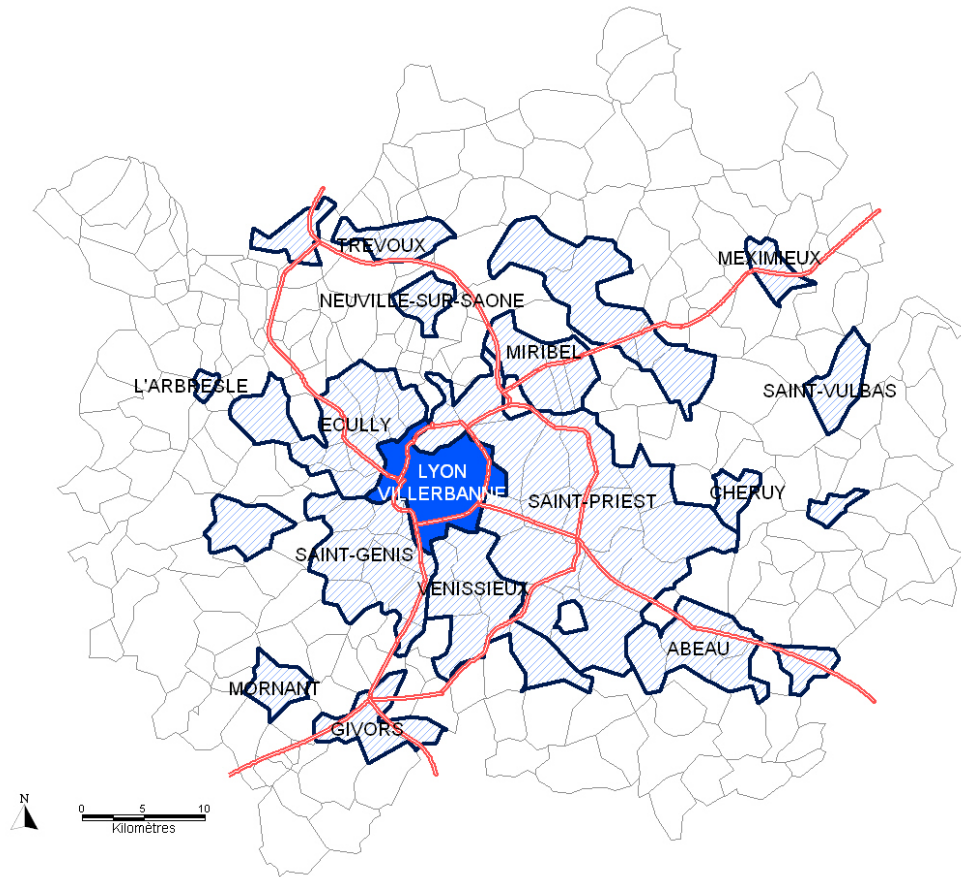 TREVOUX
MEXIMIEUX
NEUVILLE-SUR-SAONE
MIRIBEL
L'ARBRESLE
SAINT-VULBAS
ECULLY
LYON
VILLERBANNE
CHERUY
SAINT-PRIEST
SAINT-GENIS
VENISSIEUX
ABEAU
MORNANT
GIVORS
N
0 5 10
Kilomètres